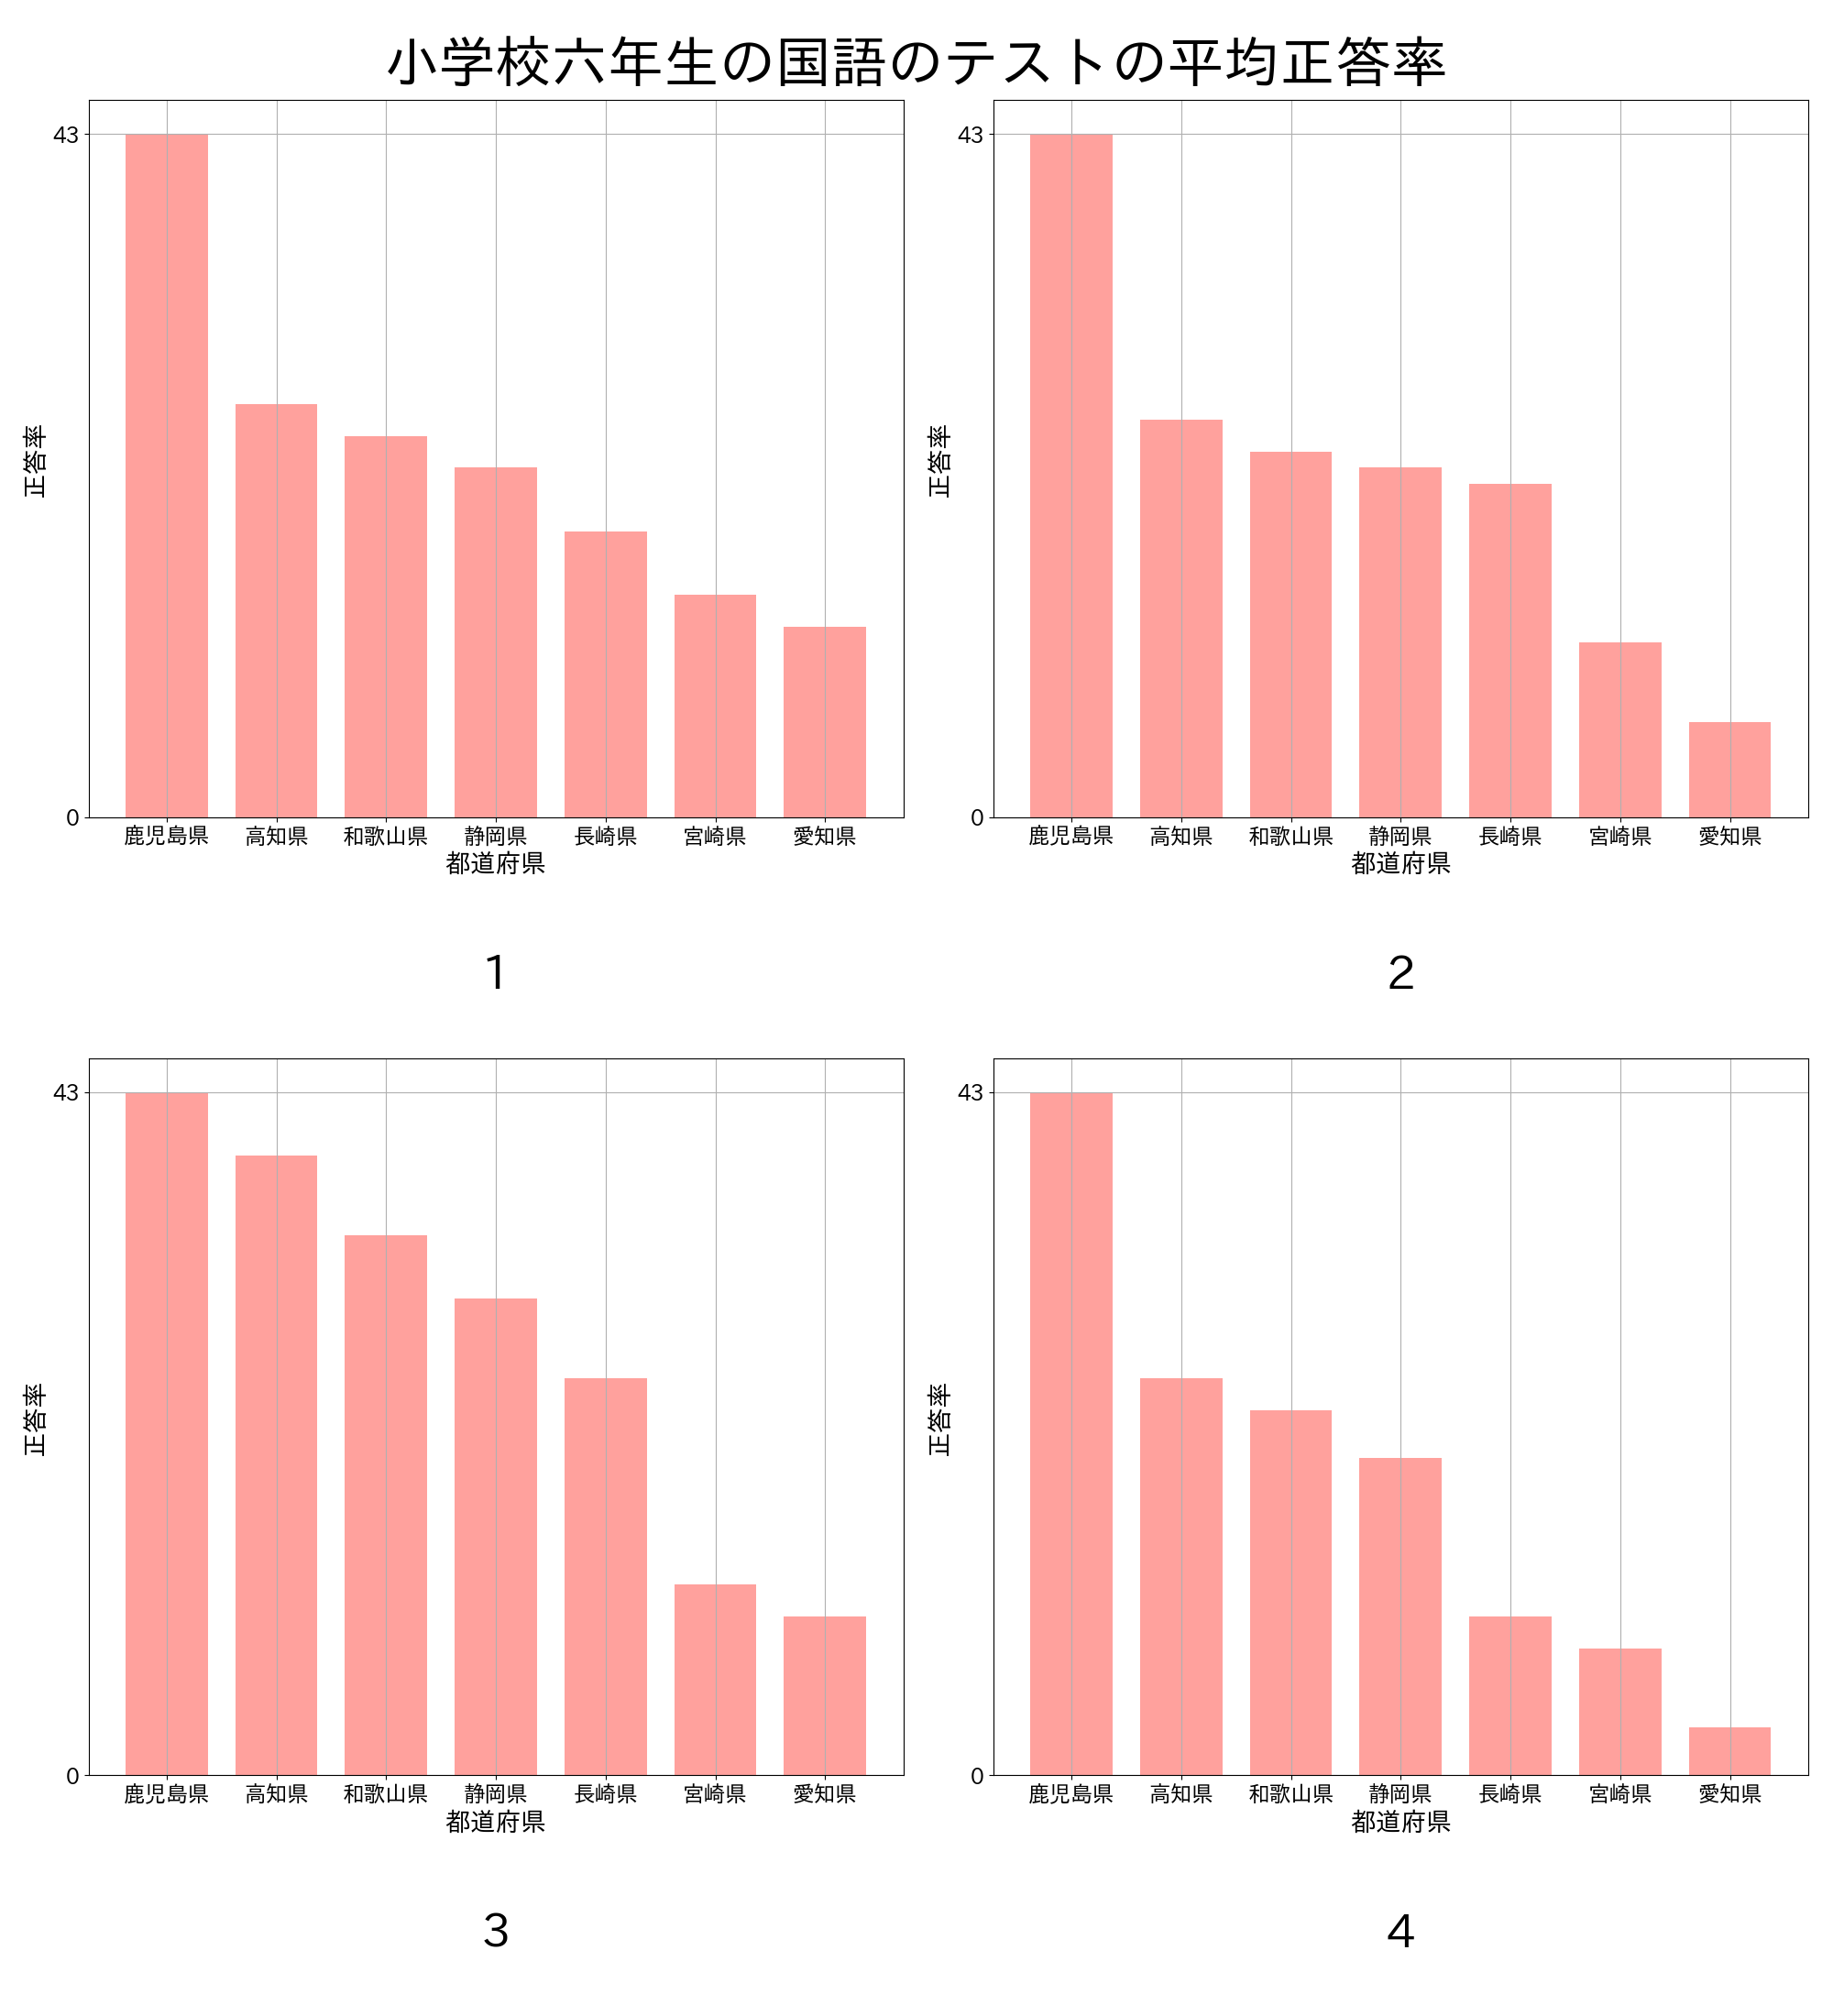 小学校六年生の国語のテストの平均正答率
43
0
正答率
鹿児島県 高知県 和歌山県 静岡県 長崎県 宮崎県 愛知県
都道府県
1
43
0
正答率
鹿児島県 高知県 和歌山県 静岡県 長崎県 宮崎県 愛知県
都道府県
2
43
0
正答率
鹿児島県 高知県 和歌山県 静岡県 長崎県 宮崎県 愛知県
都道府県
3
43
0
正答率
鹿児島県 高知県 和歌山県 静岡県 長崎県 宮崎県 愛知県
都道府県
4